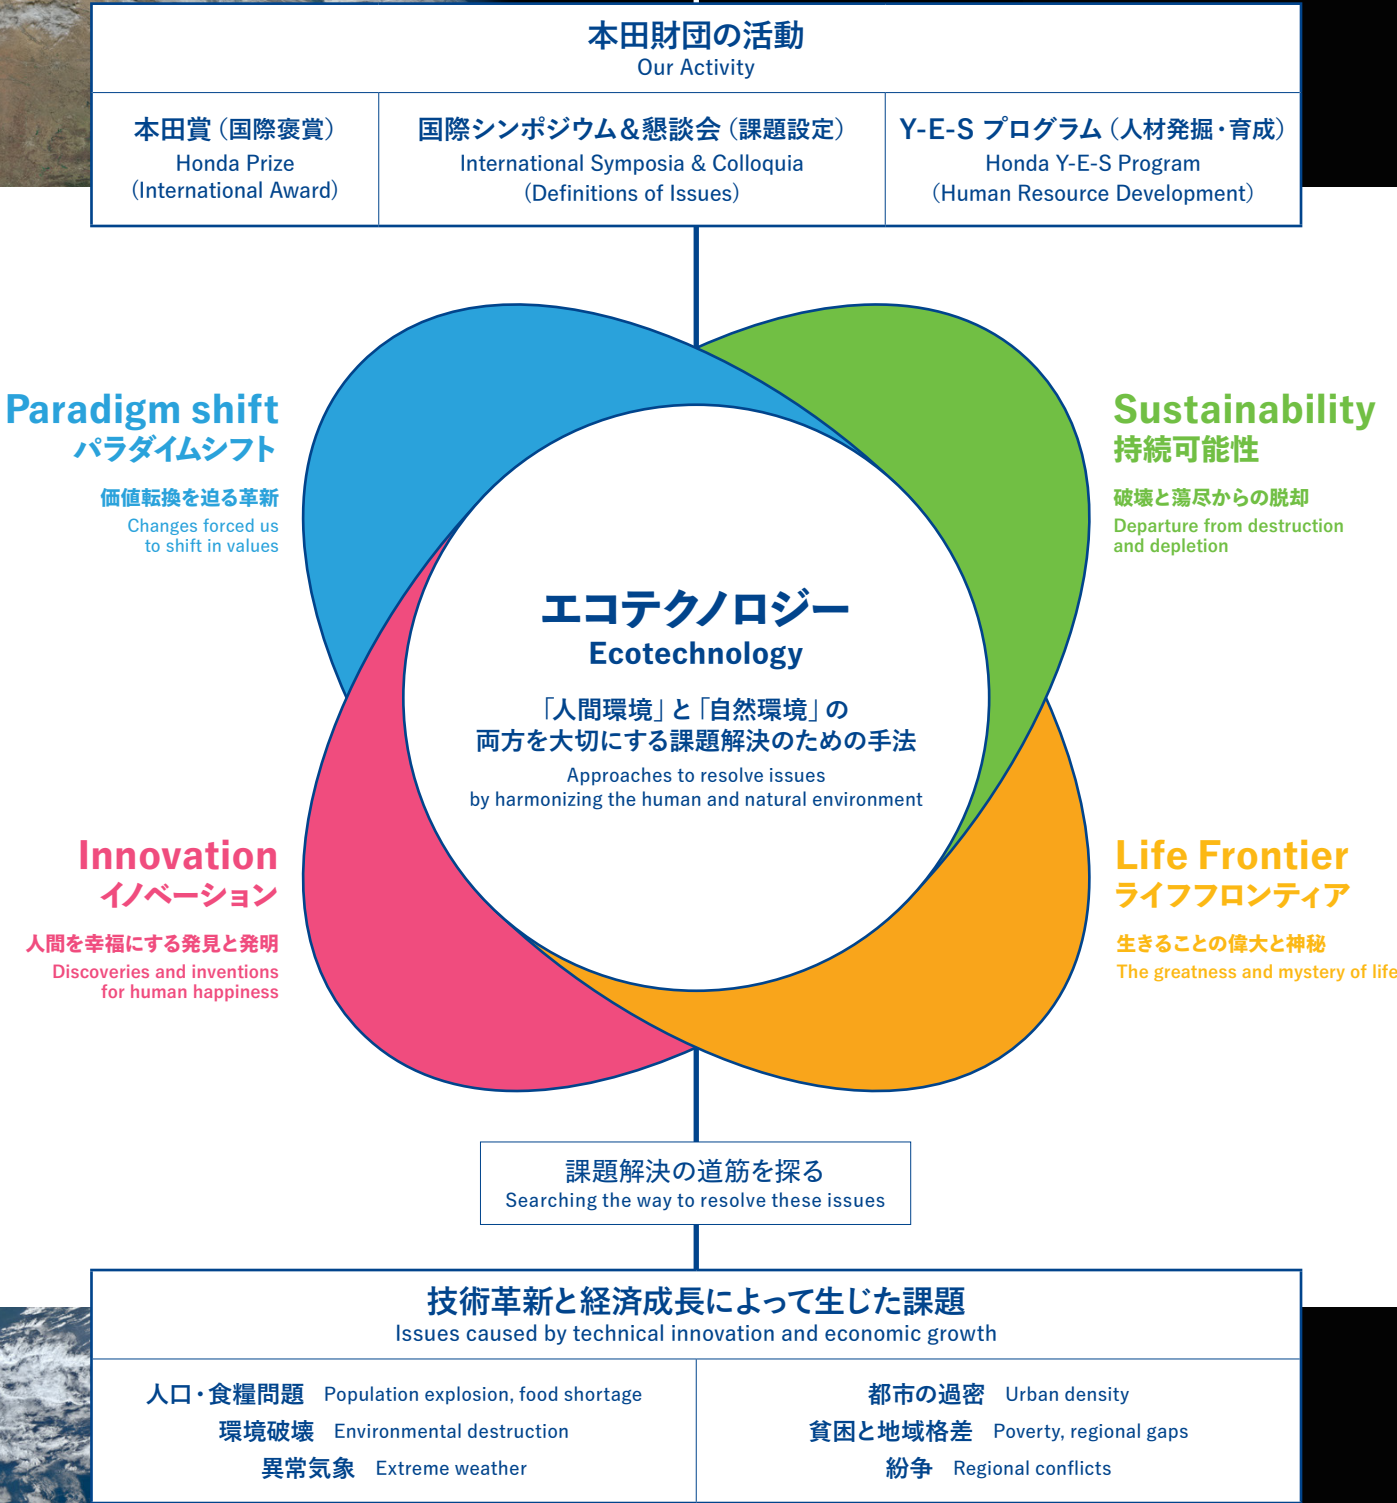 本田財団の活動
Our Activity
本田賞（国際褒賞）
Honda Prize
(International Award)
国際シンポジウム＆懇談会（課題設定）
International Symposia & Colloquia
(Definitions of Issues)
Y-E-S プログラム（人材発掘・育成）
Honda Y-E-S Program
(Human Resource Development)
Paradigm shift
パラダイムシフト
価値転換を迫る革新
Changes forced us
to shift in values
Sustainability
持続可能性
破壊と蕩尽からの脱却
Departure from destruction
and depletion
エコテクノロジー
Ecotechnology
「人間環境」と「自然環境」の
両方を大切にする課題解決のための手法
Approaches to resolve issues
by harmonizing the human and natural environment
Innovation
イノベーション
人間を幸福にする発見と発明
Discoveries and inventions
for human happiness
Life Frontier
ライフフロンティア
生きることの偉大と神秘
The greatness and mystery of life
課題解決の道筋を探る
Searching the way to resolve these issues
技術革新と経済成長によって生じた課題
Issues caused by technical innovation and economic growth
人口・食糧問題 Population explosion, food shortage
環境破壊 Environmental destruction
異常気象 Extreme weather
都市の過密 Urban density
貧困と地域格差 Poverty, regional gaps
紛争 Regional conflicts